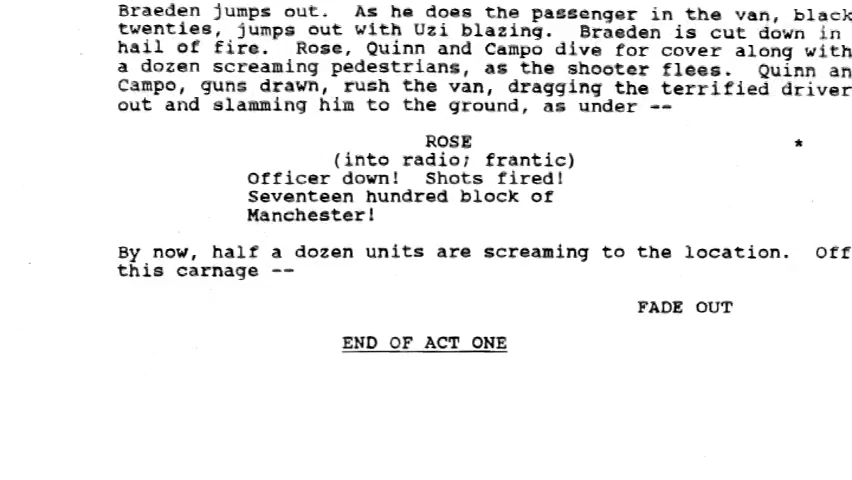 Braeden jumps out. As he does the passenger in the van, black
twenties, jumps out with Uzi blazing. Braeden is cut down in
hail of fire. Rose, Quinn and Campo dive for cover along with
a dozen screaming pedestrians, as the shooter flees. Quinn an
Campo, guns drawn, rush the van, dragging the terrified driver
out and slamming him to the ground, as under --
ROSE *
(into radio; frantic)
Officer down! Shots fired!
Seventeen hundred block of
Manchester!
By now, half a dozen units are screaming to the location. Off
this carnage --
FADE OUT
END OF ACT ONE